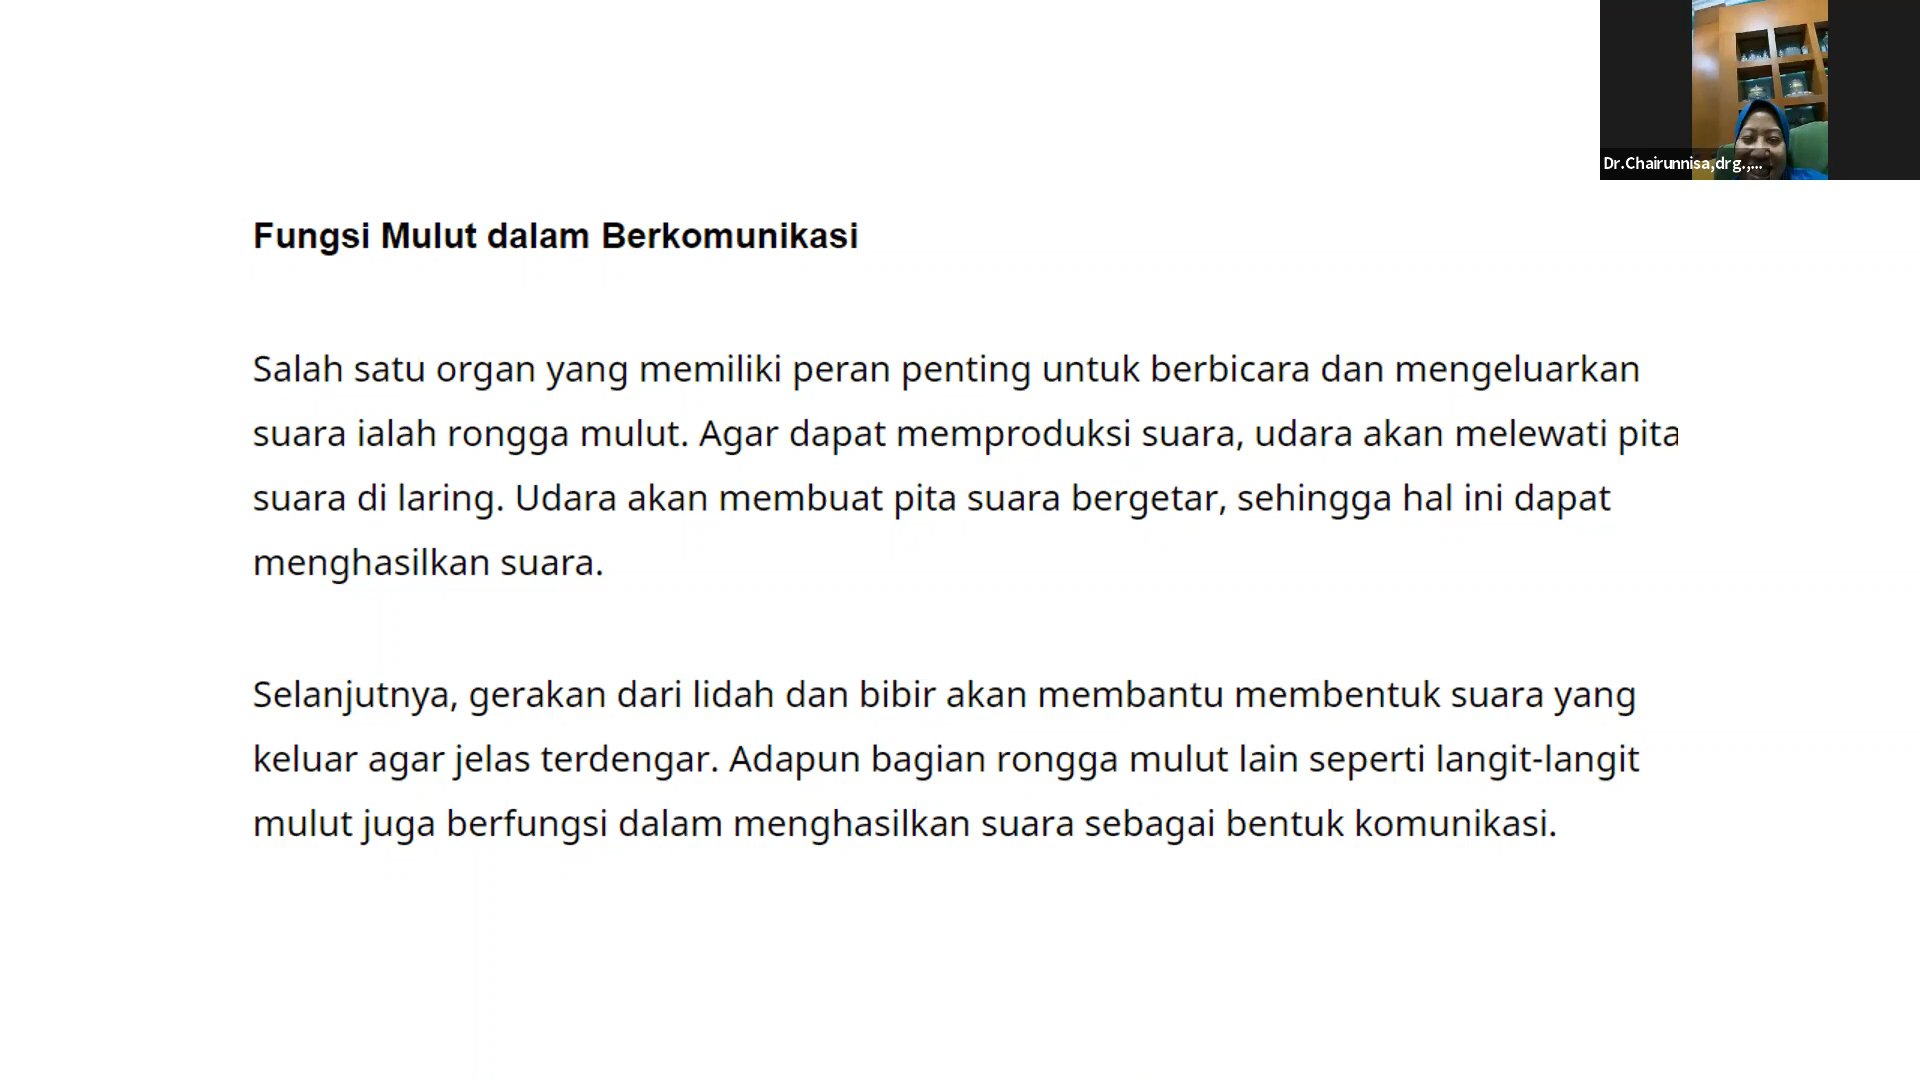 Dr.Chairunnisa,drg.,...
Fungsi Mulut dalam Berkomunikasi
Salah satu organ yang memiliki peran penting untuk berbicara dan mengeluarkan
suara ialah rongga mulut. Agar dapat memproduksi suara, udara akan melewati pita
suara di laring. Udara akan membuat pita suara bergetar, sehingga hal ini dapat
menghasilkan suara.
Selanjutnya, gerakan dari lidah dan bibir akan membantu membentuk suara yang
keluar agar jelas terdengar. Adapun bagian rongga mulut lain seperti langit-langit
mulut juga berfungsi dalam menghasilkan suara sebagai bentuk komunikasi.